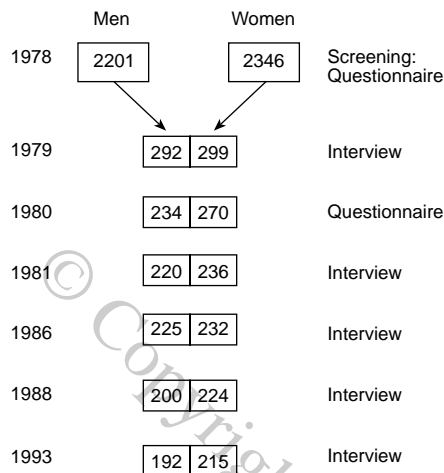 Men Women
1978 2201 2346 Screening:
Questionnaire
1979 292 299 Interview
1980 234 270 Questionnaire
1981 220 236 Interview
1986 225 232 Interview
1988 200 224 Interview
1993 192 215 Interview
© Copyright